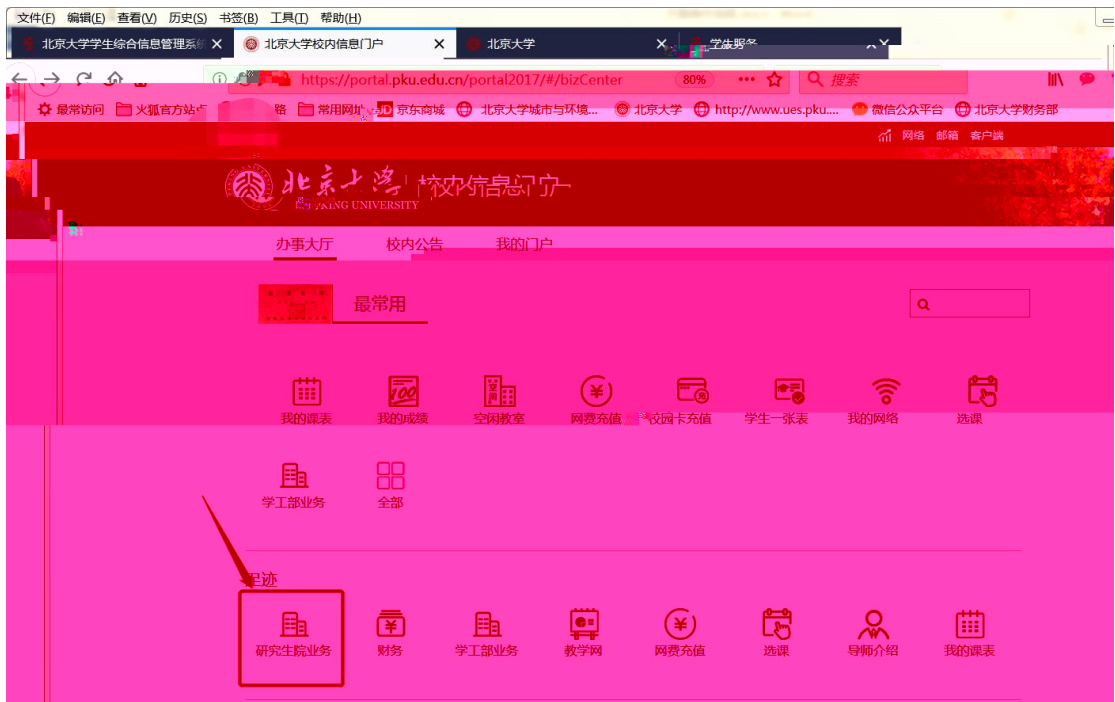 文件(F) 编辑(E) 查看(V) 历史(S) 书签(B) 工具(T) 帮助(H)
北京大学学生综合信息管理系统 北京大学校内信息门户 北京大学
https://portal.pku.edu.cn/portal2017/#/bizCenter 80% 搜索
最常访问 火狐官方站点 常用网址 JD 京东商城 北京大学城市与环境... 北京大学 http://www.ues.pku.... 微信公众平台 北京大学财务部
网络 邮箱 客户端
北京大学 校内信息门户
UNIVERSITY
办事大厅 校内公告 我的门户
最常用
我的课表 我的成绩 空闲教室 网费充值 校园卡充值 学生一张表 我的网络 选课
学工部业务 全部
足迹
研究生院业务 财务 学工部业务 教学网 网费充值 选课 导师介绍 我的课表